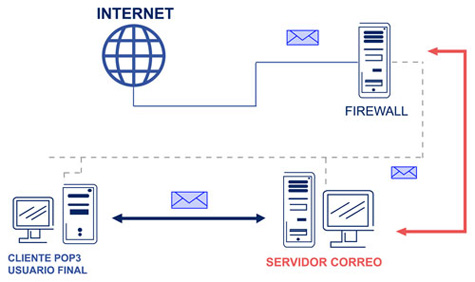 INTERNET
FIREWALL
CLIENTE POP3
USUARIO FINAL
SERVIDOR CORREO